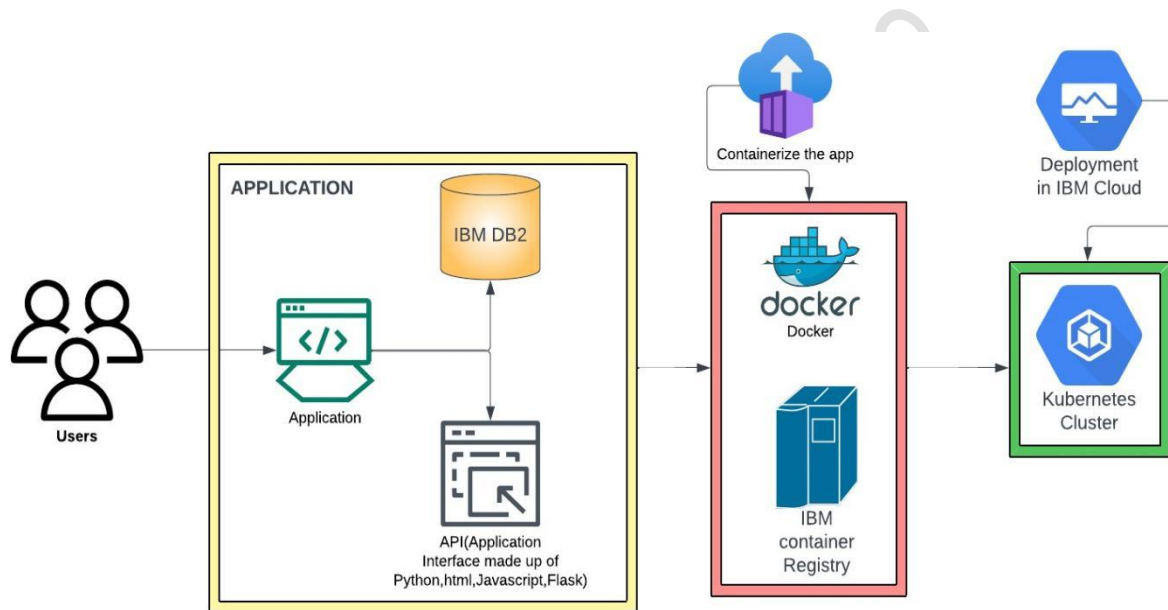 Containerize the app
Deployment
in IBM Cloud
APPLICATION
IBM DB2
docker
Docker
Application
Users
Kubernetes
Cluster
API(Application
Interface made up of
Python,html,Javascript,Flask)
IBM
container
Registry